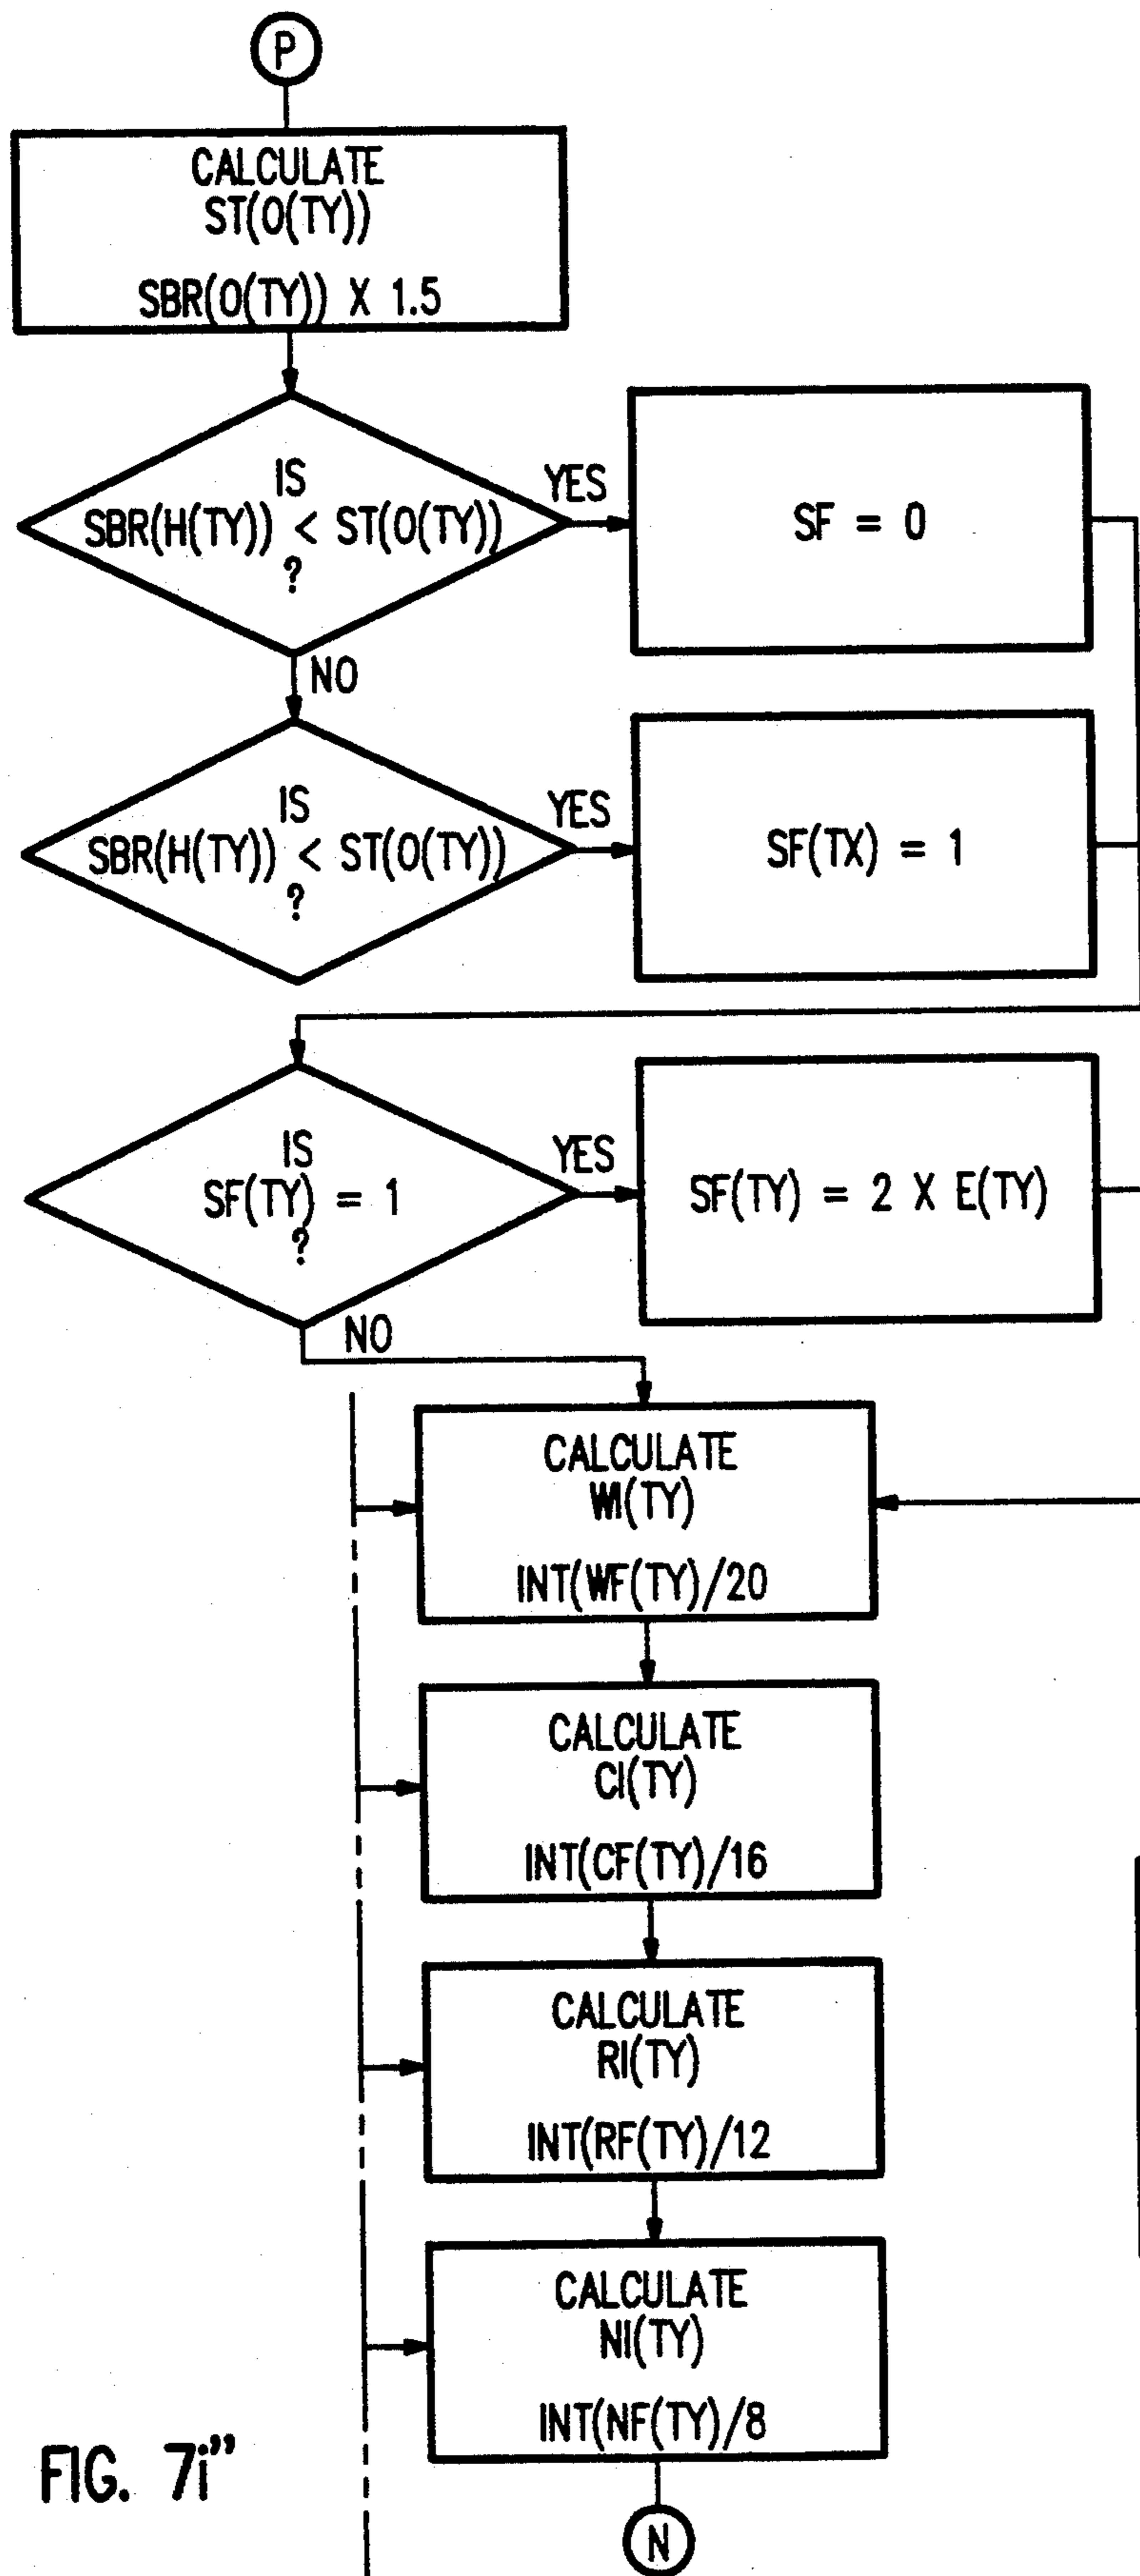 P
CALCULATE
ST(O(TY))
SBR(O(TY)) X 1.5
IS
SBR(H(TY)) < ST(O(TY))
?
YES
SF = 0
NO
IS
SBR(H(TY)) < ST(O(TY))
?
YES
SF(TX) = 1
IS
SF(TY) = 1
?
YES
SF(TY) = 2 X E(TY)
NO
CALCULATE
WI(TY)
INT(WF(TY)/20
CALCULATE
CI(TY)
INT(CF(TY)/16
CALCULATE
RI(TY)
INT(RF(TY)/12
CALCULATE
NI(TY)
INT(NF(TY)/8
N
FIG. 7i”